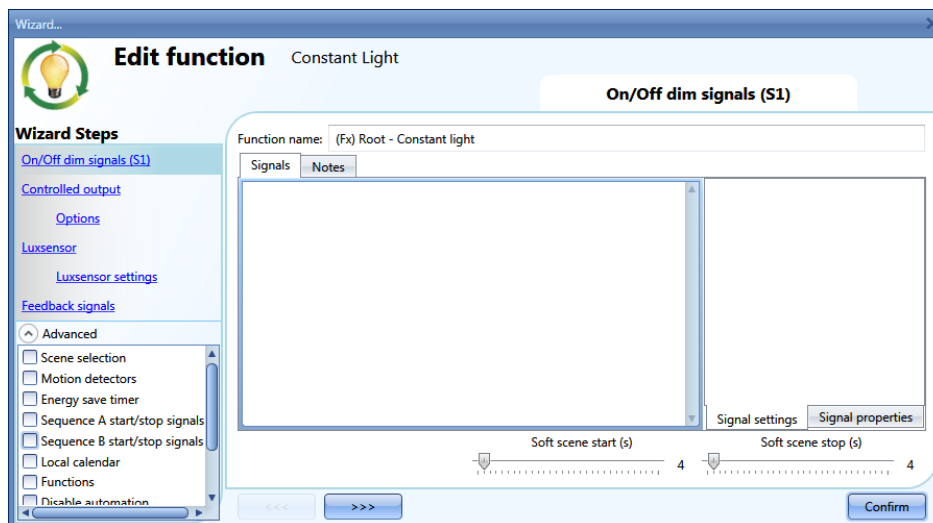 Wizard...
Edit function Constant Light
On/Off dim signals (S1)
Wizard Steps
On/Off dim signals (S1)
Controlled output
Options
Luxsensor
Luxsensor settings
Feedback signals
Advanced
Scene selection
Motion detectors
Energy save timer
Sequence A start/stop signals
Sequence B start/stop signals
Local calendar
Functions
Disable automation
Function name: (Fx) Root - Constant light
Signals Notes
Signal settings Signal properties
Soft scene start (s) Soft scene stop (s)
4 4
<<< >>> Confirm